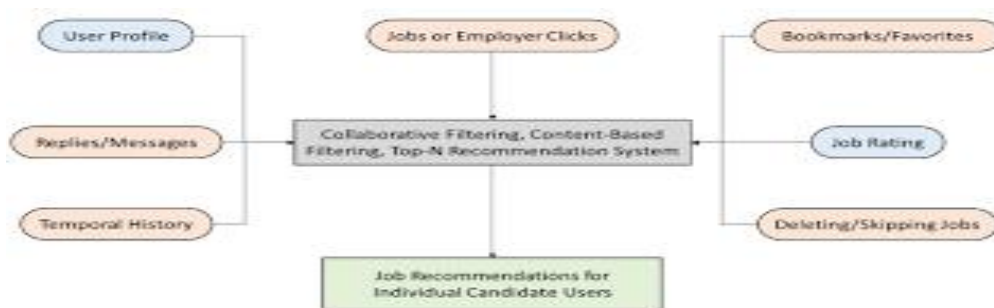 User Profile
Jobs or Employer Clicks
Bookmarks/Favorites
Replies/Messages
Collaborative Filtering, Content-Based
Filtering, Top-N Recommendation System
Job Rating
Temporal History
Deleting/Skipping Jobs
Job Recommendations for
Individual Candidate Users